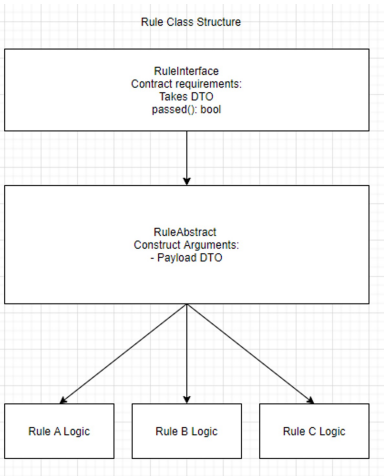 Rule Class Structure
RuleInterface
Contract requirements:
Takes DTO
passed(): bool
RuleAbstract
Construct Arguments:
- Payload DTO
Rule A Logic
Rule B Logic
Rule C Logic